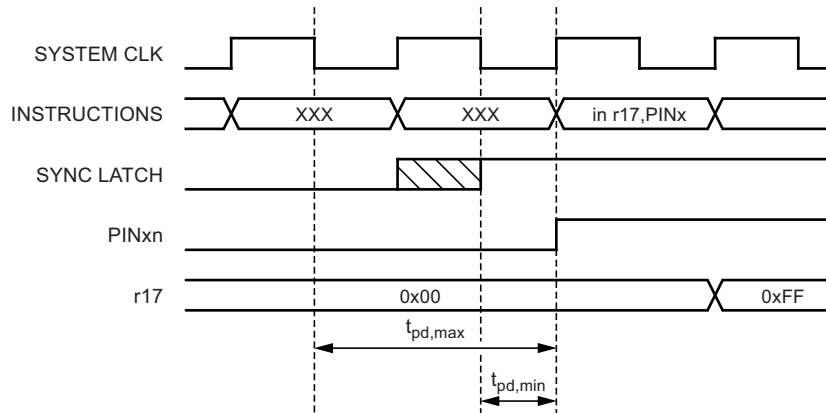 SYSTEM CLK
INSTRUCTIONS XXX XXX in r17,PINx
SYNC LATCH
PINxn
r17 0x00 0xFF
tpd,max
tpd,min